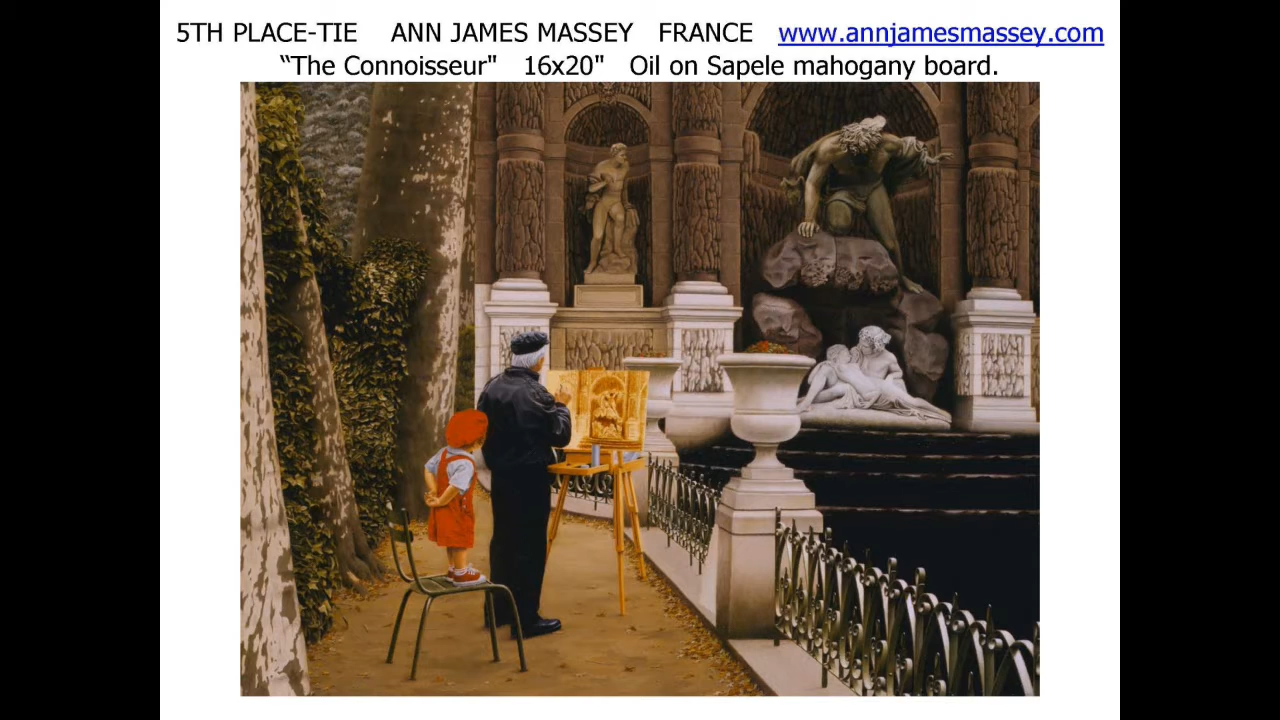 5TH PLACE-TIE ANN JAMES MASSEY FRANCE www.annjamesmassey.com
“The Connoisseur" 16x20" Oil on Sapele mahogany board.